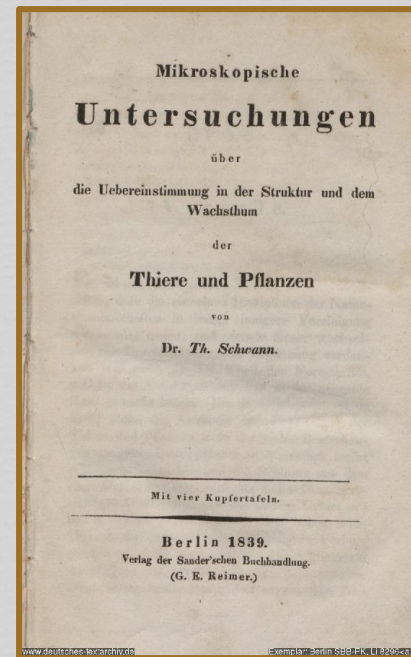 Mikroskopische
Untersuchungen
über
die Uebereinstimmung in der Struktur und dem
Wachsthum
der
Thiere und Pflanzen
von
Dr. Th. Schwann.
Mit vier Kupfertafeln.
Berlin 1839.
Verlag der Sander'schen Buchhandlung.
(G. E. Reimer.)
www.deutsches-textarchiv.de
Exemplar: Berlin SBB-PK,